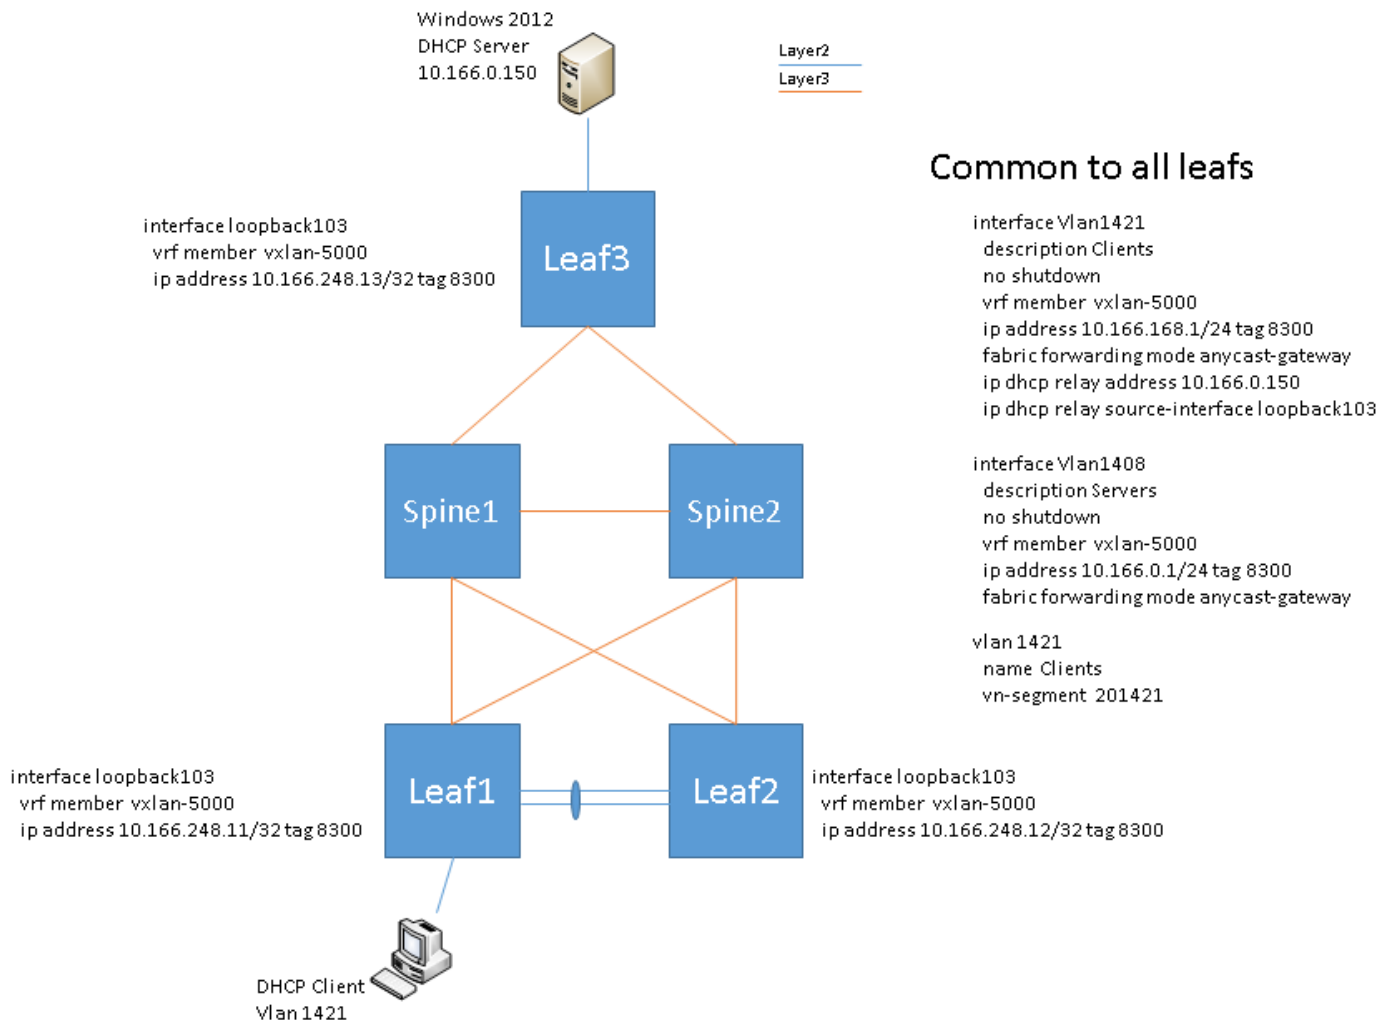 Windows 2012
DHCP Server
10.166.0.150
Layer2
Layer3
Common to all leafs
interface loopback103
vrf member vxlan-5000
ip address 10.166.248.13/32 tag 8300
Leaf3
interface Vlan1421
description Clients
no shutdown
vrf member vxlan-5000
ip address 10.166.168.1/24 tag 8300
fabric forwarding mode anycast-gateway
ip dhcp relay address 10.166.0.150
ip dhcp relay source-interface loopback103
Spine1
Spine2
interface Vlan1408
description Servers
no shutdown
vrf member vxlan-5000
ip address 10.166.0.1/24 tag 8300
fabric forwarding mode anycast-gateway
vlan 1421
name Clients
vn-segment 201421
interface loopback103
vrf member vxlan-5000
ip address 10.166.248.11/32 tag 8300
Leaf1
Leaf2
interface loopback103
vrf member vxlan-5000
ip address 10.166.248.12/32 tag 8300
DHCP Client
Vlan 1421